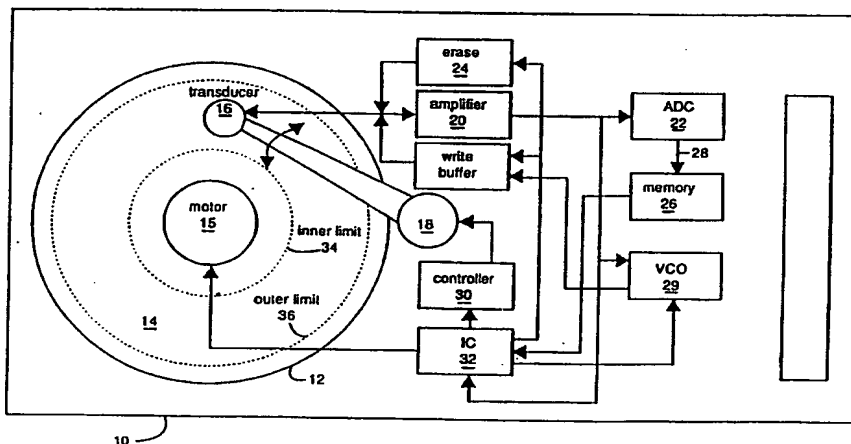 erase
24
transducer
16
amplifier
20
ADC
22
28
write
buffer
memory
26
motor
15
18
inner limit
34
controller
30
VCO
29
outer limit
36
14
IC
32
12
10